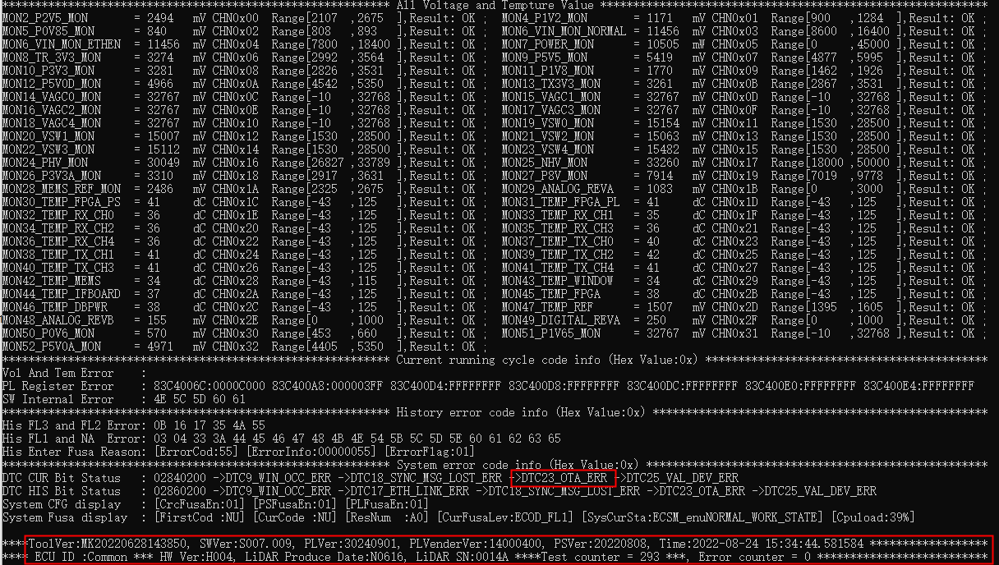 *********************************************************** All Voltage and Tempture Value *********************************************************
MON2_P2V5_MON = 2494 mV CHN0x00 Range[2107 ,2675 ],Result: OK ; MON4_P1V2_MON = 1171 mV CHN0x01 Range[900 ,1284 ],Result: OK ;
MON5_P0V85_MON = 840 mV CHN0x02 Range[808 ,893 ],Result: OK ; MON6_VIN_MON_NORMAL = 11456 mV CHN0x03 Range[8600 ,16400 ],Result: OK ;
MON6_VIN_MON_ETHEN = 11456 mV CHN0x04 Range[7800 ,18400 ],Result: OK ; MON7_POWER_MON = 10505 mW CHN0x05 Range[0 ,45000 ],Result: OK ;
MON8_TR_3V3_MON = 3274 mV CHN0x06 Range[2992 ,3564 ],Result: OK ; MON9_P5V5_MON = 5419 mV CHN0x07 Range[4877 ,5995 ],Result: OK ;
MON10_P3V3_MON = 3281 mV CHN0x08 Range[2826 ,3531 ],Result: OK ; MON11_P1V8_MON = 1770 mV CHN0x09 Range[1462 ,1926 ],Result: OK ;
MON12_P5V0D_MON = 4966 mV CHN0x0A Range[4542 ,5350 ],Result: OK ; MON13_TX3V3_MON = 3261 mV CHN0x0B Range[2867 ,3531 ],Result: OK ;
MON14_VAGC0_MON = 32767 mV CHN0x0C Range[-10 ,32768 ],Result: OK ; MON15_VAGC1_MON = 32767 mV CHN0x0D Range[-10 ,32768 ],Result: OK ;
MON16_VAGC2_MON = 32767 mV CHN0x0E Range[-10 ,32768 ],Result: OK ; MON17_VAGC3_MON = 32767 mV CHN0x0F Range[-10 ,32768 ],Result: OK ;
MON18_VAGC4_MON = 32767 mV CHN0x10 Range[-10 ,32768 ],Result: OK ; MON19_VSW0_MON = 15154 mV CHN0x11 Range[1530 ,28500 ],Result: OK ;
MON20_VSW1_MON = 15007 mV CHN0x12 Range[1530 ,28500 ],Result: OK ; MON21_VSW2_MON = 15063 mV CHN0x13 Range[1530 ,28500 ],Result: OK ;
MON22_VSW3_MON = 15112 mV CHN0x14 Range[1530 ,28500 ],Result: OK ; MON23_VSW4_MON = 15482 mV CHN0x15 Range[1530 ,28500 ],Result: OK ;
MON24_PHV_MON = 30049 mV CHN0x16 Range[26827 ,33789 ],Result: OK ; MON25_NHV_MON = 33260 mV CHN0x17 Range[18000 ,50000 ],Result: OK ;
MON26_P3V3A_MON = 3310 mV CHN0x18 Range[2917 ,3631 ],Result: OK ; MON27_P8V_MON = 7914 mV CHN0x19 Range[7019 ,9778 ],Result: OK ;
MON28_MEMS_REF_MON = 2486 mV CHN0x1A Range[2325 ,2675 ],Result: OK ; MON29_ANALOG_REVA = 1083 mV CHN0x1B Range[0 ,3000 ],Result: OK ;
MON30_TEMP_FPGA_PS = 41 dC CHN0x1C Range[-43 ,125 ],Result: OK ; MON31_TEMP_FPGA_PL = 41 dC CHN0x1D Range[-43 ,125 ],Result: OK ;
MON32_TEMP_RX_CH0 = 36 dC CHN0x1E Range[-43 ,125 ],Result: OK ; MON33_TEMP_RX_CH1 = 35 dC CHN0x1F Range[-43 ,125 ],Result: OK ;
MON34_TEMP_RX_CH2 = 36 dC CHN0x20 Range[-43 ,125 ],Result: OK ; MON35_TEMP_RX_CH3 = 36 dC CHN0x21 Range[-43 ,125 ],Result: OK ;
MON36_TEMP_RX_CH4 = 36 dC CHN0x22 Range[-43 ,125 ],Result: OK ; MON37_TEMP_TX_CH0 = 40 dC CHN0x23 Range[-43 ,125 ],Result: OK ;
MON38_TEMP_TX_CH1 = 41 dC CHN0x24 Range[-43 ,125 ],Result: OK ; MON39_TEMP_TX_CH2 = 42 dC CHN0x25 Range[-43 ,125 ],Result: OK ;
MON40_TEMP_TX_CH3 = 41 dC CHN0x26 Range[-43 ,125 ],Result: OK ; MON41_TEMP_TX_CH4 = 41 dC CHN0x27 Range[-43 ,125 ],Result: OK ;
MON42_TEMP_MEMS = 34 dC CHN0x28 Range[-43 ,115 ],Result: OK ; MON43_TEMP_WINDOW = 34 dC CHN0x29 Range[-43 ,125 ],Result: OK ;
MON44_TEMP_IFBOARD = 37 dC CHN0x2A Range[-43 ,125 ],Result: OK ; MON45_TEMP_FPGA = 38 dC CHN0x2B Range[-43 ,125 ],Result: OK ;
MON46_TEMP_DBPWR = 38 dC CHN0x2C Range[-43 ,125 ],Result: OK ; MON47_TEMP_REF = 1507 mV CHN0x2D Range[1395 ,1605 ],Result: OK ;
MON48_ANALOG_REVB = 155 mV CHN0x2E Range[0 ,1000 ],Result: OK ; MON49_DIGITAL_REVA = 250 mV CHN0x2F Range[0 ,1000 ],Result: OK ;
MON50_P0V6_MON = 570 mV CHN0x30 Range[453 ,660 ],Result: OK ; MON51_P1V65_MON = 32767 mV CHN0x31 Range[-10 ,32768 ],Result: OK ;
MON52_P5V0A_MON = 4971 mV CHN0x32 Range[4405 ,5350 ],Result: OK ;
*********************************************************** Current running cycle code info (Hex Value:0x) *******************************************
Vol And Tem Error :
PL Register Error : 83C4006C:0000C000 83C400A8:000003FF 83C400D4:FFFFFFFF 83C400D8:FFFFFFFF 83C400DC:FFFFFFFF 83C400E0:FFFFFFFF 83C400E4:FFFFFFFF
SW Internal Error : 4E 5C 5D 60 61
*********************************************************** History error code info (Hex Value:0x) ***************************************************
His FL3 and FL2 Error: 0B 16 17 35 4A 55
His FL1 and NA Error: 03 04 33 3A 44 45 46 47 48 4B 4E 54 5B 5C 5D 5E 60 61 62 63 65
His Enter Fusa Reason: [ErrorCod:55] [ErrorInfo:00000055] [ErrorFlag:01]
*********************************************************** System error code info (Hex Value:0x) ****************************************************
DTC CUR Bit Status : 02840200 ->DTC9_WIN_OCC_ERR ->DTC18_SYNC_MSG_LOST_ERR ->DTC23_OTA_ERR ->DTC25_VAL_DEV_ERR
DTC HIS Bit Status : 02860200 ->DTC9_WIN_OCC_ERR ->DTC17_ETH_LINK_ERR ->DTC18_SYNC_MSG_LOST_ERR ->DTC23_OTA_ERR ->DTC25_VAL_DEV_ERR
System CFG display : [CrcFusaEn:01] [PSFusaEn:01] [PLFusaEn:01]
System Fusa display : [FirstCod :NU] [CurCode :NU] [ResNum :A0] [CurFusaLev:ECOD_FL1] [SysCurSta:ECSM_enuNORMAL_WORK_STATE] [Cpuload:39%]
****ToolVer:MK20220628143850, SWVer:S007.009, PLVer:30240901, PLVenderVer:14000400, PSVer:20220808, Time:2022-08-24 15:34:44.581584 ******************
**** ECU ID :Common *** HW Ver:H004, LiDAR Produce Date:N0616, LiDAR SN:0014A ****Test counter = 293 ***, Error counter = 0 **************************